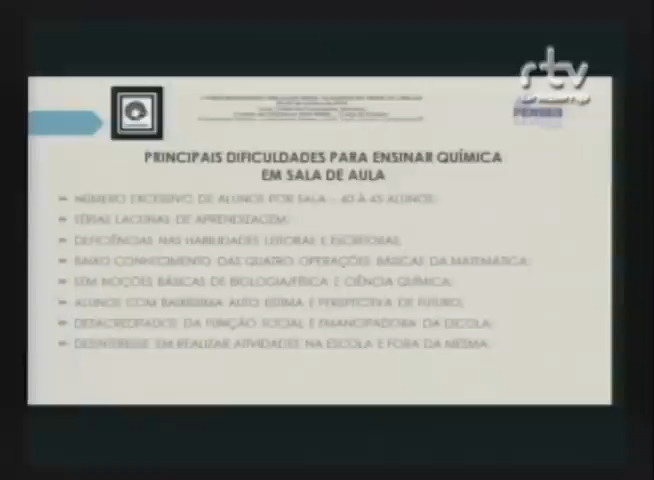 rtv
PENSES
PRINCIPAIS DIFICULDADES PARA ENSINAR QUÍMICA
EM SALA DE AULA
NÚMERO EXCESSIVO DE ALUNOS POR SALA – 40 À 45 ALUNOS;
SÉRIAS LACUNAS DE APRENDIZAGEM;
DEFICIÊNCIAS NAS HABILIDADES LEITORAS E ESCRITORAS;
BAIXO CONHECIMENTO DAS QUATRO OPERAÇÕES BÁSICAS DA MATEMÁTICA;
SEM NOÇÕES BÁSICAS DE BIOLOGIA/FÍSICA E CIÊNCIA QUÍMICA;
ALUNOS COM BAIXÍSSIMA AUTO ESTIMA E PERSPECTIVA DE FUTURO;
DESACREDITADOS DA FUNÇÃO SOCIAL E EMANCIPADORA DA ESCOLA;
DESINTERESSE EM REALIZAR ATIVIDADES NA ESCOLA E FORA DA MESMA.